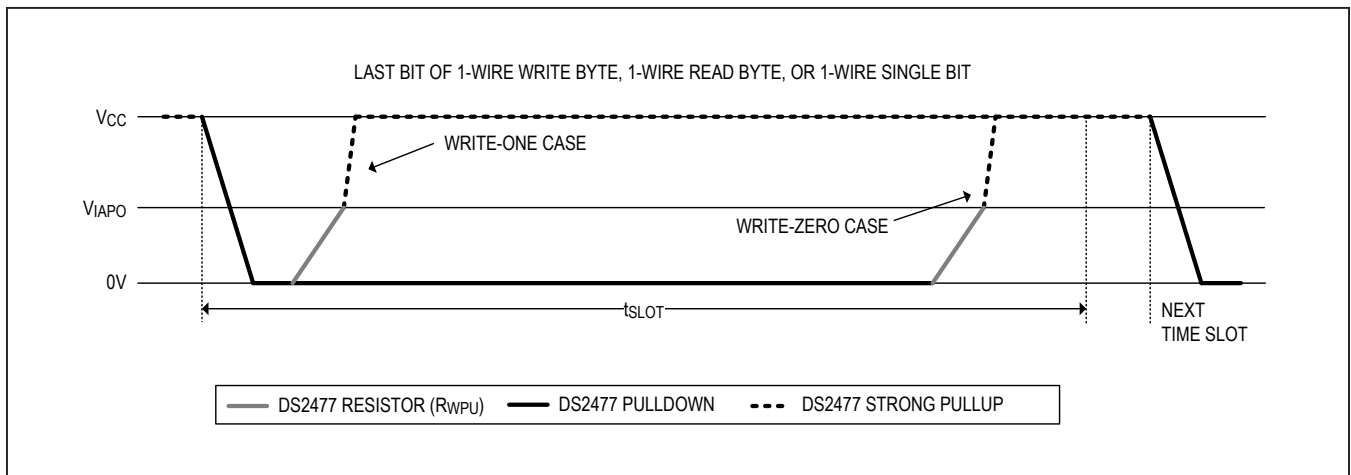 LAST BIT OF 1-WIRE WRITE BYTE, 1-WIRE READ BYTE, OR 1-WIRE SINGLE BIT
VCC
WRITE-ONE CASE
VIAPO
WRITE-ZERO CASE
0V
tSLOT
NEXT
TIME SLOT
DS2477 RESISTOR (RWPU) DS2477 PULLDOWN DS2477 STRONG PULLUP